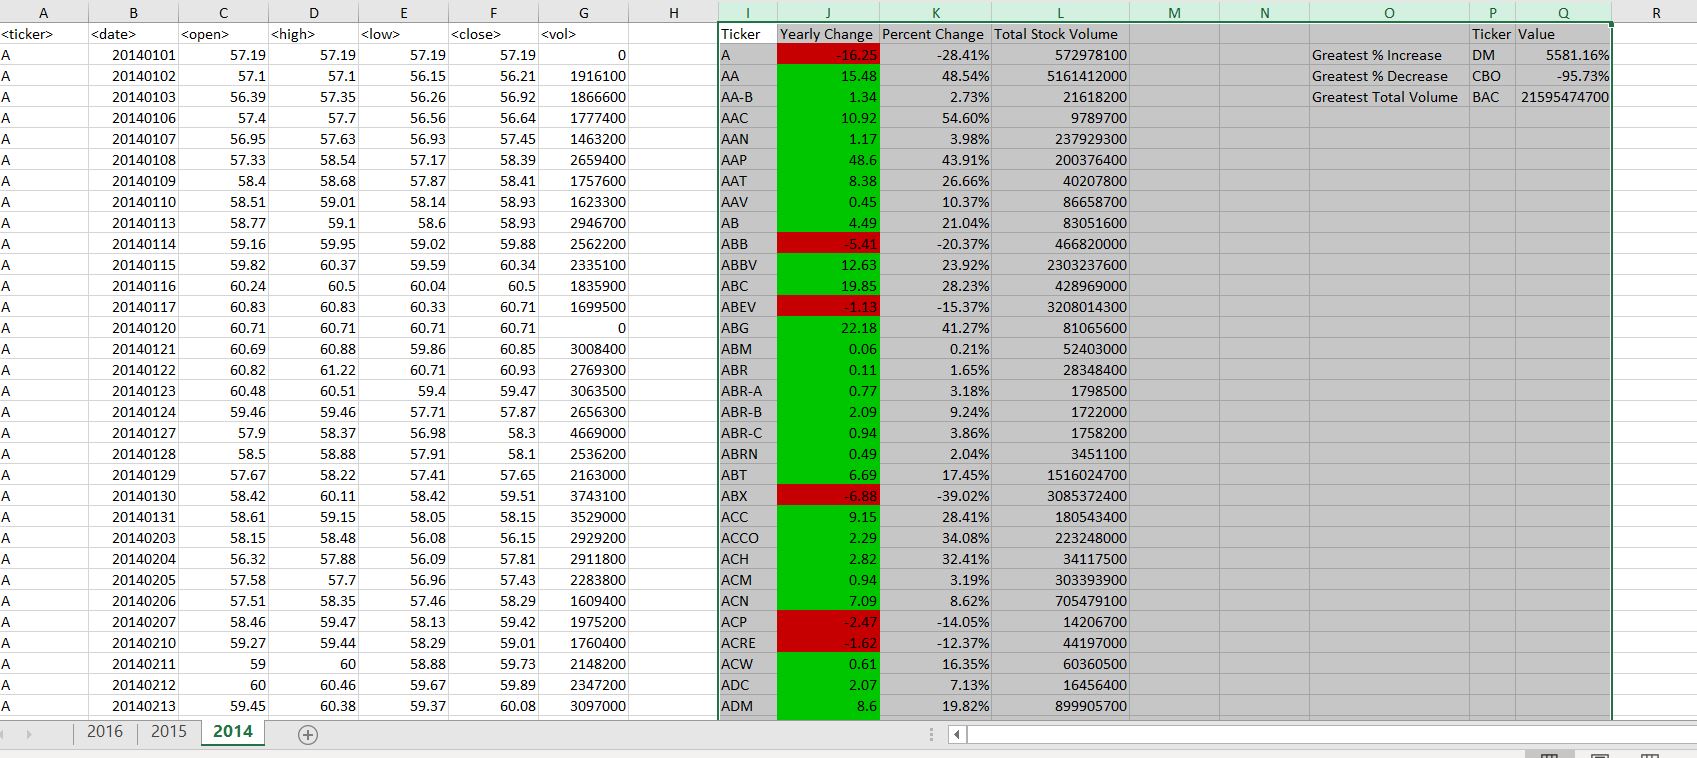 A B C D E F G H I J K L M N O P Q R
<ticker> <date> <open> <high> <low> <close> <vol> Ticker Yearly Change Percent Change Total Stock Volume Ticker Value
A 20140101 57.19 57.19 57.19 57.19 0 A -16.25 -28.41% 572978100 Greatest % Increase DM 5581.16%
A 20140102 57.1 57.1 56.15 56.21 1916100 AA 15.48 48.54% 5161412000 Greatest % Decrease CBO -95.73%
A 20140103 56.39 57.35 56.26 56.92 1866600 AA-B 1.34 2.73% 21618200 Greatest Total Volume BAC 21595474700
A 20140106 57.4 57.7 56.56 56.64 1777400 AAC 10.92 54.60% 9789700
A 20140107 56.95 57.63 56.93 57.45 1463200 AAN 1.17 3.98% 237929300
A 20140108 57.33 58.54 57.17 58.39 2659400 AAP 48.6 43.91% 200376400
A 20140109 58.4 58.68 57.87 58.41 1757600 AAT 8.38 26.66% 40207800
A 20140110 58.51 59.01 58.14 58.93 1623300 AAV 0.45 10.37% 86658700
A 20140113 58.77 59.1 58.6 58.93 2946700 AB 4.49 21.04% 83051600
A 20140114 59.16 59.95 59.02 59.88 2562200 ABB -5.41 -20.37% 466820000
A 20140115 59.82 60.37 59.59 60.34 2335100 ABBV 12.63 23.92% 2303237600
A 20140116 60.24 60.5 60.04 60.5 1835900 ABC 19.85 28.23% 428969000
A 20140117 60.83 60.83 60.33 60.71 1699500 ABEV -1.13 -15.37% 3208014300
A 20140120 60.71 60.71 60.71 60.71 0 ABG 22.18 41.27% 81065600
A 20140121 60.69 60.88 59.86 60.85 3008400 ABM 0.06 0.21% 52403000
A 20140122 60.82 61.22 60.71 60.93 2769300 ABR 0.11 1.65% 28348400
A 20140123 60.48 60.51 59.4 59.47 3063500 ABR-A 0.77 3.18% 1798500
A 20140124 59.46 59.46 57.71 57.87 2656300 ABR-B 2.09 9.24% 1722000
A 20140127 57.9 58.37 56.98 58.3 4669000 ABR-C 0.94 3.86% 1758200
A 20140128 58.5 58.88 57.91 58.1 2536200 ABRN 0.49 2.04% 3451100
A 20140129 57.67 58.22 57.41 57.65 2163000 ABT 6.69 17.45% 1516024700
A 20140130 58.42 60.11 58.42 59.51 3743100 ABX -6.88 -39.02% 3085372400
A 20140131 58.61 59.15 58.05 58.15 3529000 ACC 9.15 28.41% 180543400
A 20140203 58.15 58.48 56.08 56.15 2929200 ACCO 2.29 34.08% 223248000
A 20140204 56.32 57.88 56.09 57.81 2911800 ACH 2.82 32.41% 34117500
A 20140205 57.58 57.7 56.96 57.43 2283800 ACM 0.94 3.19% 303393900
A 20140206 57.51 58.35 57.46 58.29 1609400 ACN 7.09 8.62% 705479100
A 20140207 58.46 59.47 58.13 59.42 1975200 ACP -2.47 -14.05% 14206700
A 20140210 59.27 59.44 58.29 59.01 1760400 ACRE -1.62 -12.37% 44197000
A 20140211 59 60 58.88 59.73 2148200 ACW 0.61 16.35% 60360500
A 20140212 60 60.46 59.67 59.89 2347200 ADC 2.07 7.13% 16456400
A 20140213 59.45 60.38 59.37 60.08 3097000 ADM 8.6 19.82% 899905700
2016 2015 2014